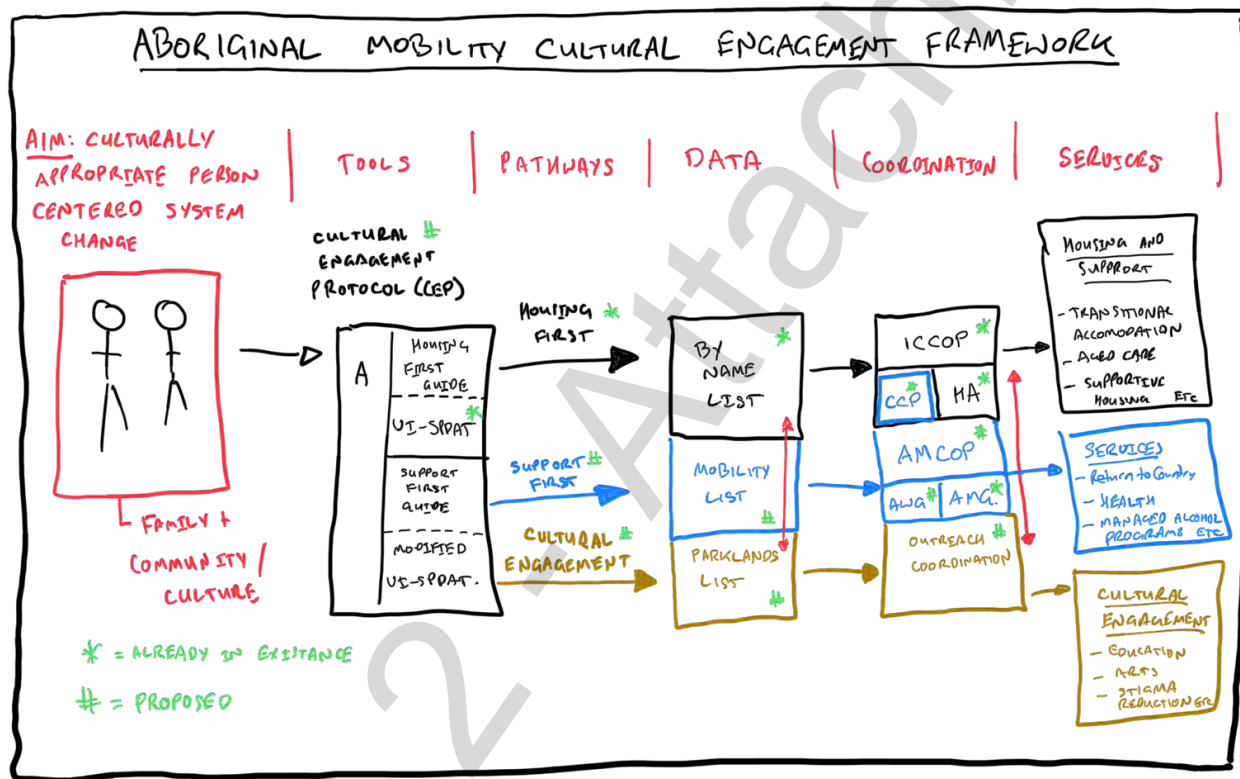 ABORIGINAL MOBILITY CULTURAL ENGAGEMENT FRAMEWORK
AIM: CULTURALLY
APPROPRIATE PERSON
CENTERED SYSTEM
CHANGE
TOOLS
PATHWAYS
DATA
COORDINATION
SERVICES
FAMILY +
COMMUNITY /
CULTURE
CULTURAL #
ENGAGEMENT
PROTOCOL (CEP)
A
HOUSING
FIRST
GUIDE
VI-SPDAT *
SUPPORT
FIRST
GUIDE
MODIFIED
VI-SPDAT.
HOUSING *
FIRST
SUPPORT #
FIRST
CULTURAL #
ENGAGEMENT
BY *
NAME
LIST
MOBILITY
LIST
#
PARKLANDS
LIST
#
ICCOP *
CCP # HA *
AMCOP *
AWG # AMG. *
OUTREACH #
COORDINATION
HOUSING AND
SUPPORT
- TRANSITIONAL
ACCOMODATION
- AGED CARE
- SUPPORTIVE
HOUSING ETC
SERVICES
- Return to Country
- HEALTH
- MANAGED ALCOHOL
PROGRAMS ETC
CULTURAL
ENGAGEMENT
- EDUCATION
- ARTS
- STIGMA
REDUCTION ETC
* = ALREADY IN EXISTANCE
# = PROPOSED
2 - Attach